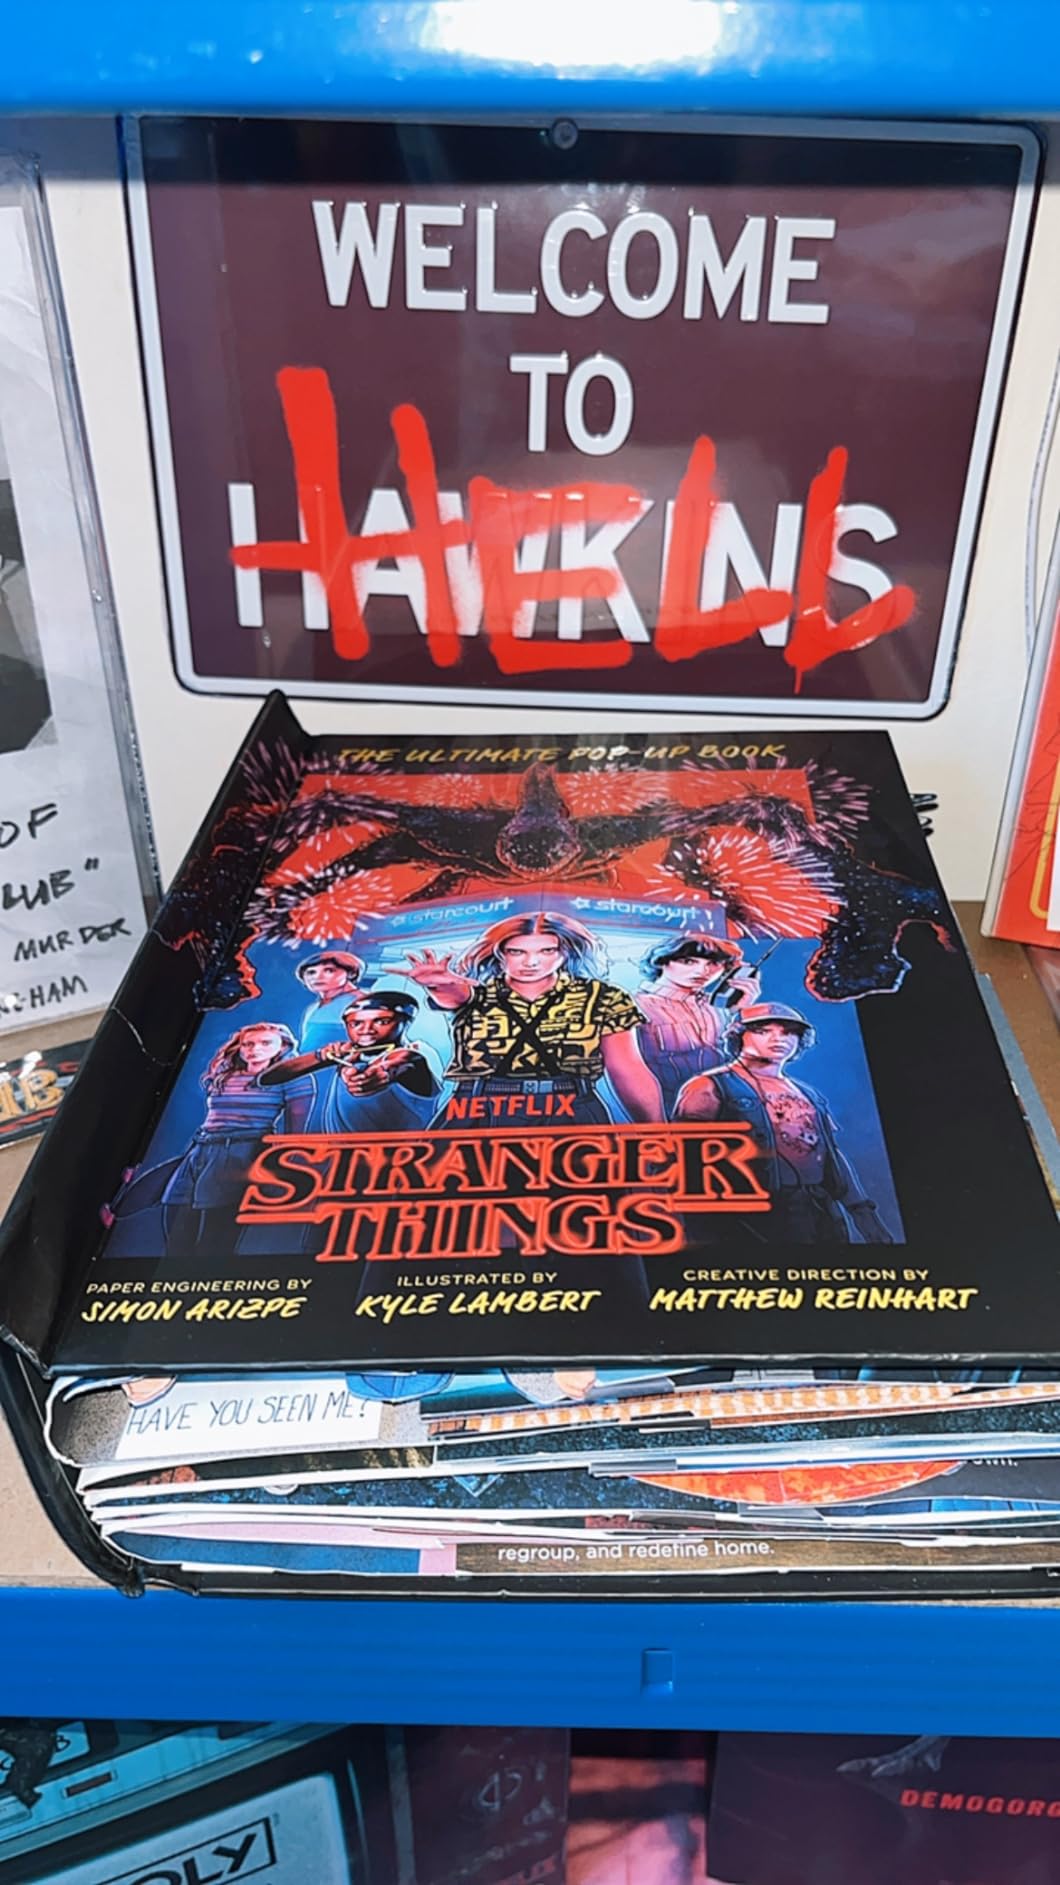 WELCOME
TO
HAWKINS
HELL
OF
MURDER
THE ULTIMATE POP-UP BOOK
starcourt
starcourt
NETFLIX
STRANGER
THINGS
PAPER ENGINEERING BY
SIMON ARIZPE
ILLUSTRATED BY
KYLE LAMBERT
CREATIVE DIRECTION BY
MATTHEW REINHART
HAVE YOU SEEN ME?
regroup, and redefine home.